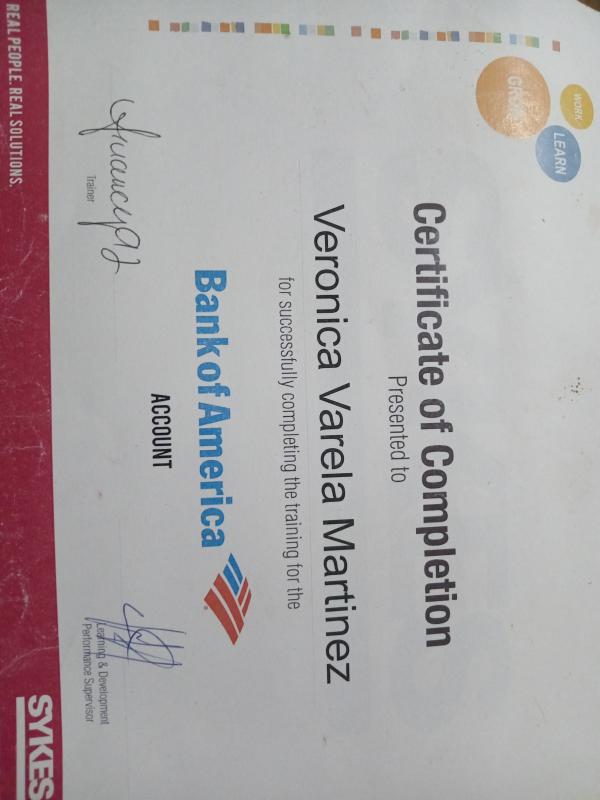 WORK
LEARN
GROW
Certificate of Completion
Presented to
Veronica Varela Martinez
for successfully completing the training for the
Bank of America
ACCOUNT
Trainer
Learning & Development
Performance Supervisor
REAL PEOPLE. REAL SOLUTIONS.
SYKES